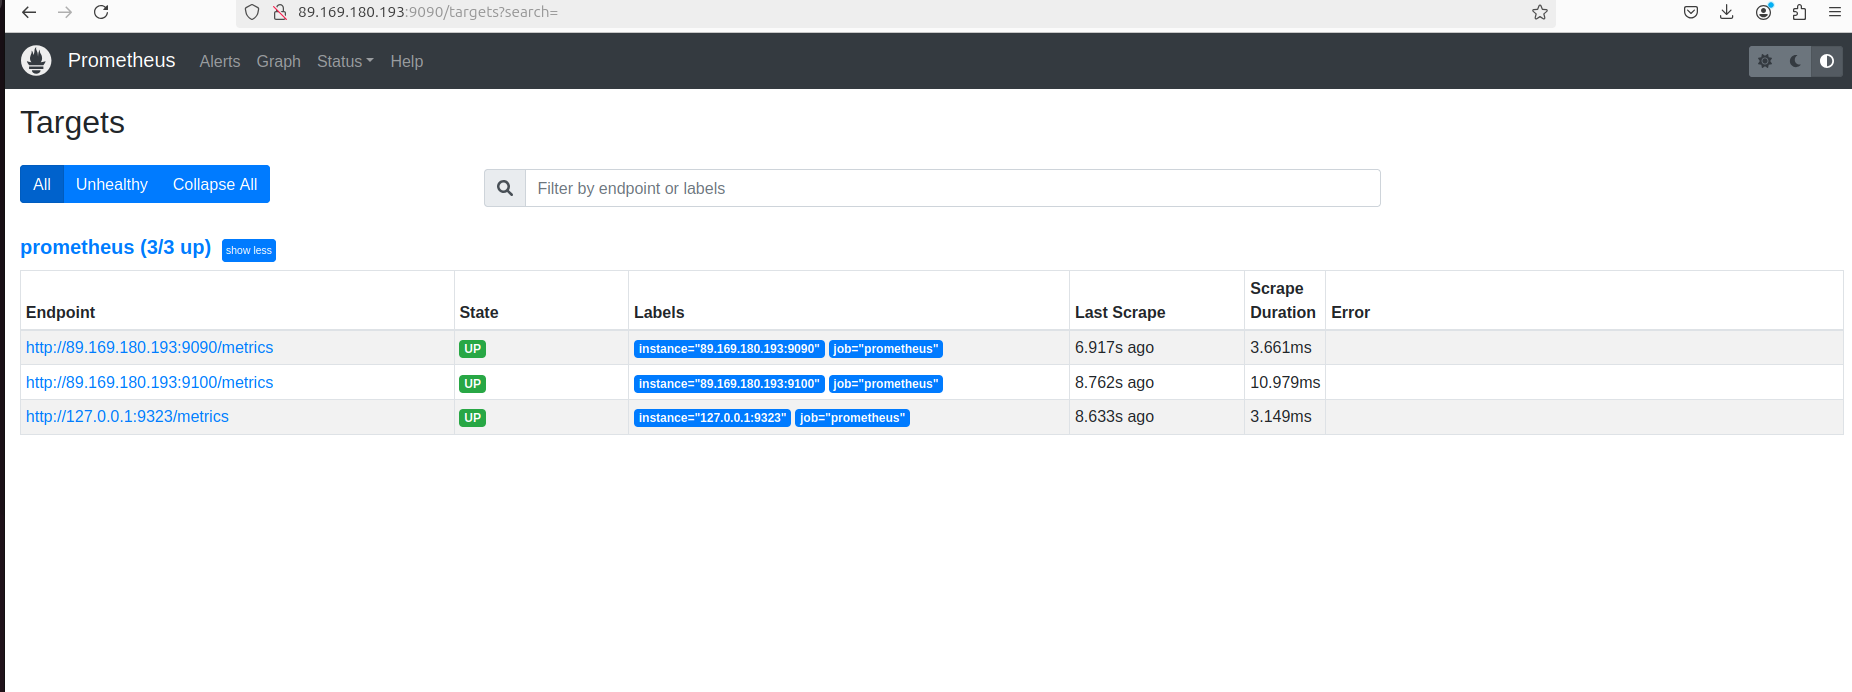 89.169.180.193:9090/targets?search=
Prometheus Alerts Graph Status Help
Targets
All Unhealthy Collapse All
Filter by endpoint or labels
prometheus (3/3 up) show less
Endpoint State Labels Last Scrape Scrape Duration Error
http://89.169.180.193:9090/metrics UP instance="89.169.180.193:9090" job="prometheus" 6.917s ago 3.661ms
http://89.169.180.193:9100/metrics UP instance="89.169.180.193:9100" job="prometheus" 8.762s ago 10.979ms
http://127.0.0.1:9323/metrics UP instance="127.0.0.1:9323" job="prometheus" 8.633s ago 3.149ms